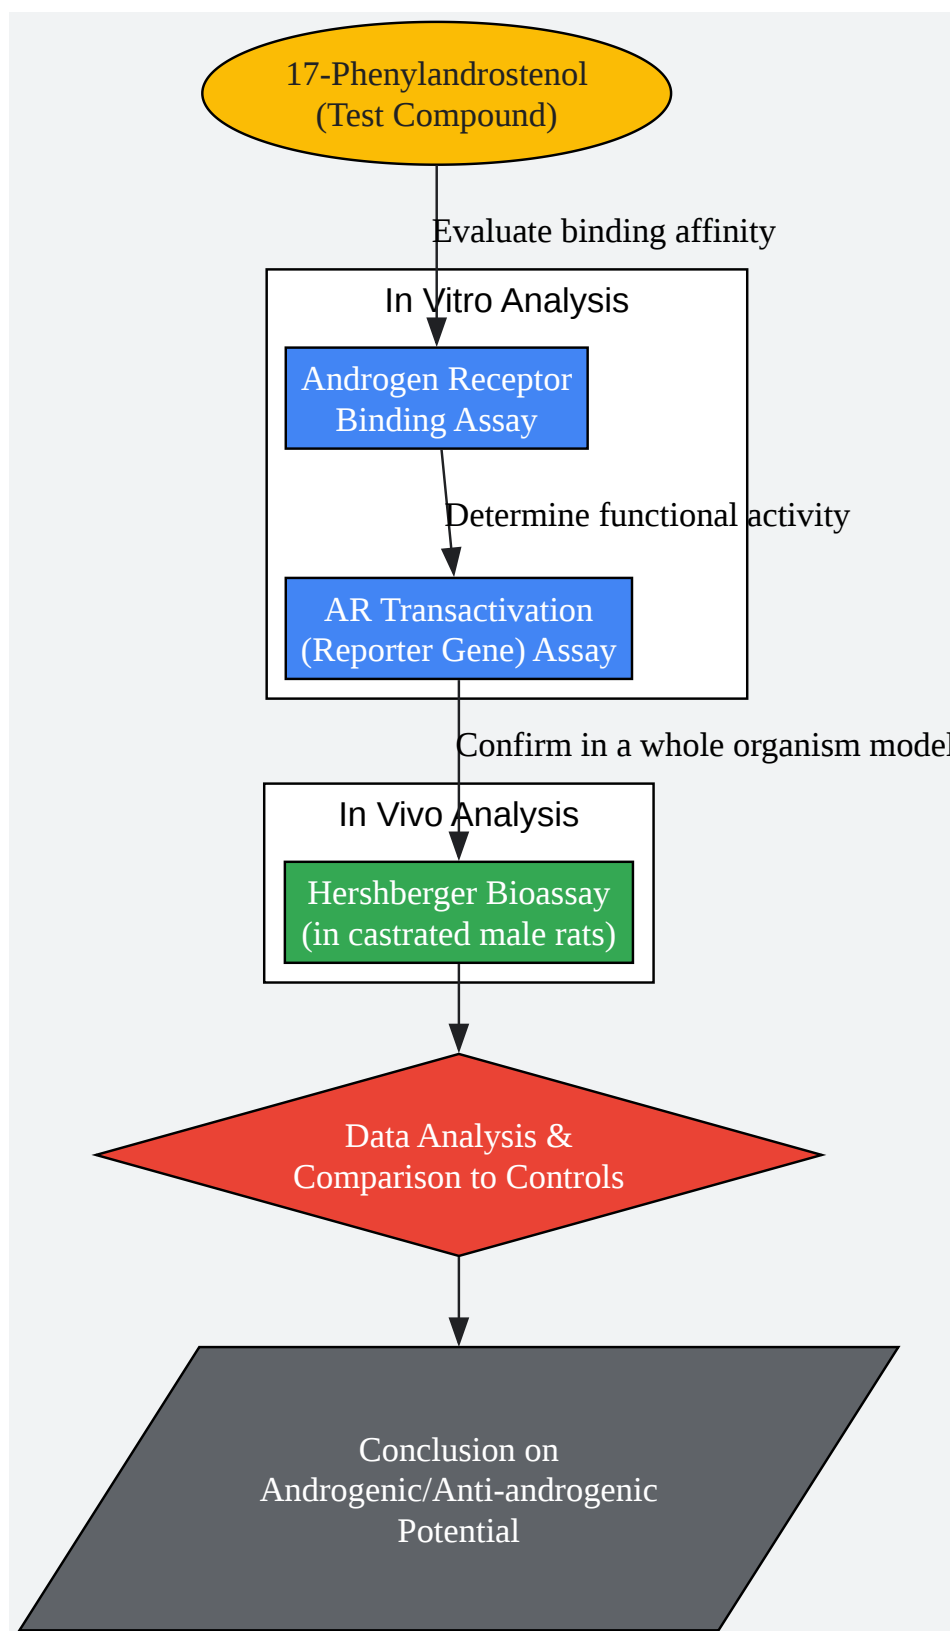 17-Phenylandrostenol
(Test Compound)
Evaluate binding affinity
In Vitro Analysis
Androgen Receptor
Binding Assay
Determine functional activity
AR Transactivation
(Reporter Gene) Assay
Confirm in a whole organism model
In Vivo Analysis
Hershberger Bioassay
(in castrated male rats)
Data Analysis &
Comparison to Controls
Conclusion on
Androgenic/Anti-androgenic
Potential